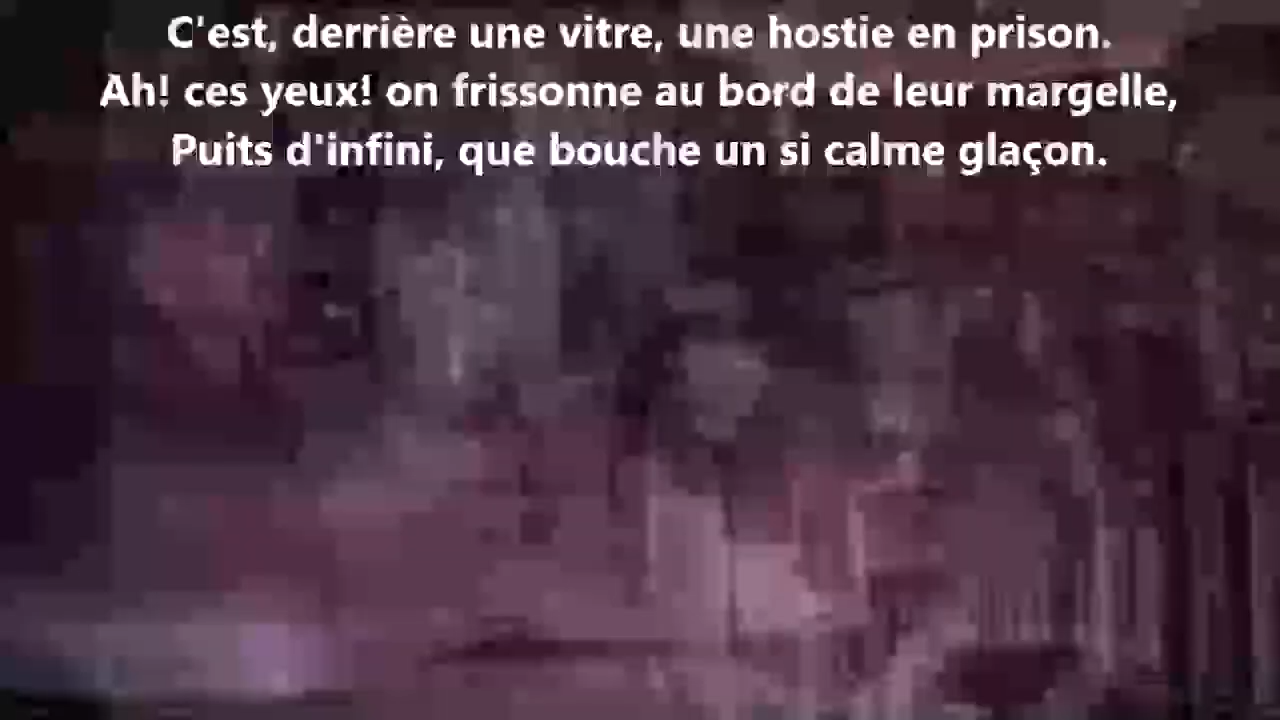 C'est, derrière une vitre, une hostie en prison.
Ah! ces yeux! on frissonne au bord de leur margelle,
Puits d'infini, que bouche un si calme glaçon.